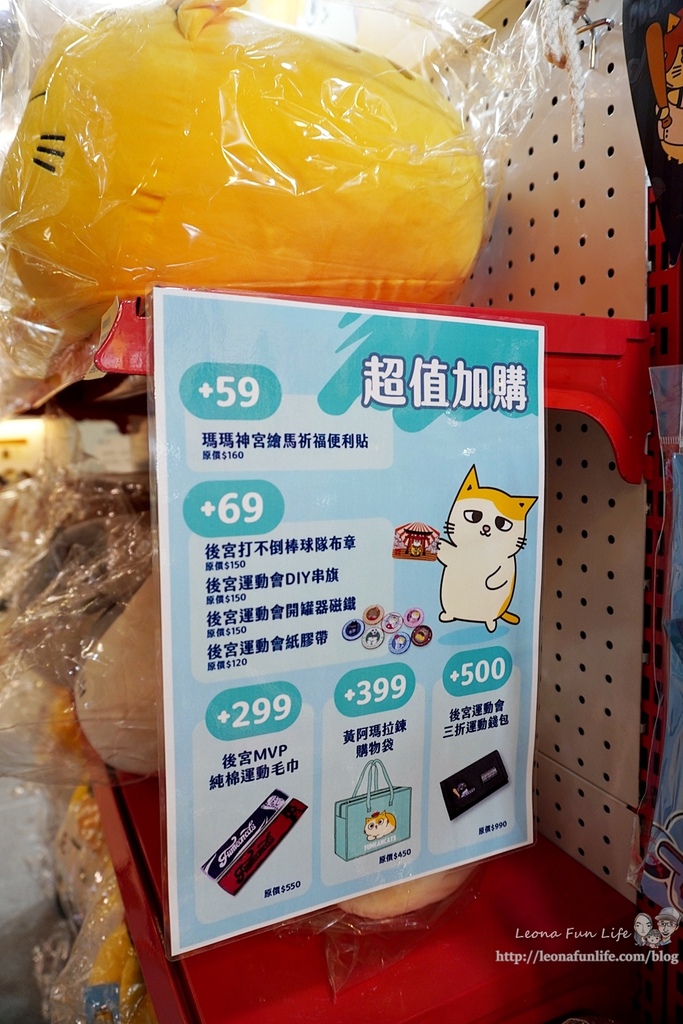 超值加購
+59
瑪瑪神宮繪馬祈福便利貼
原價$160
+69
後宮打不倒棒球隊布章
原價$150
後宮運動會DIY串旗
原價$150
後宮運動會開罐器磁鐵
原價$150
後宮運動會紙膠帶
原價$120
+299
後宮MVP
純棉運動毛巾
原價$550
+399
黃阿瑪拉鍊
購物袋
FUMEANCATS
原價$450
+500
後宮運動會
三折運動錢包
原價$990
Leona Fun Life
http://leonafunlife.com/blog